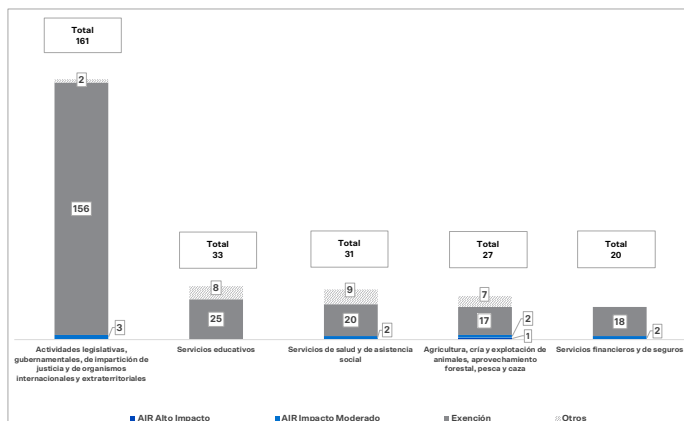 Total
161
2
156
3
Total
33
8
25
Total
31
9
20
2
Total
27
7
17
2
1
Total
20
18
2
Actividades legislativas,
gubernamentales, de impartición de
justicia y de organismos
internacionales y extraterritoriales
Servicios educativos
Servicios de salud y de asistencia
social
Agricultura, cría y explotación de
animales, aprovechamiento
forestal, pesca y caza
Servicios financieros y de seguros
AIR Alto Impacto
AIR Impacto Moderado
Exención
Otros